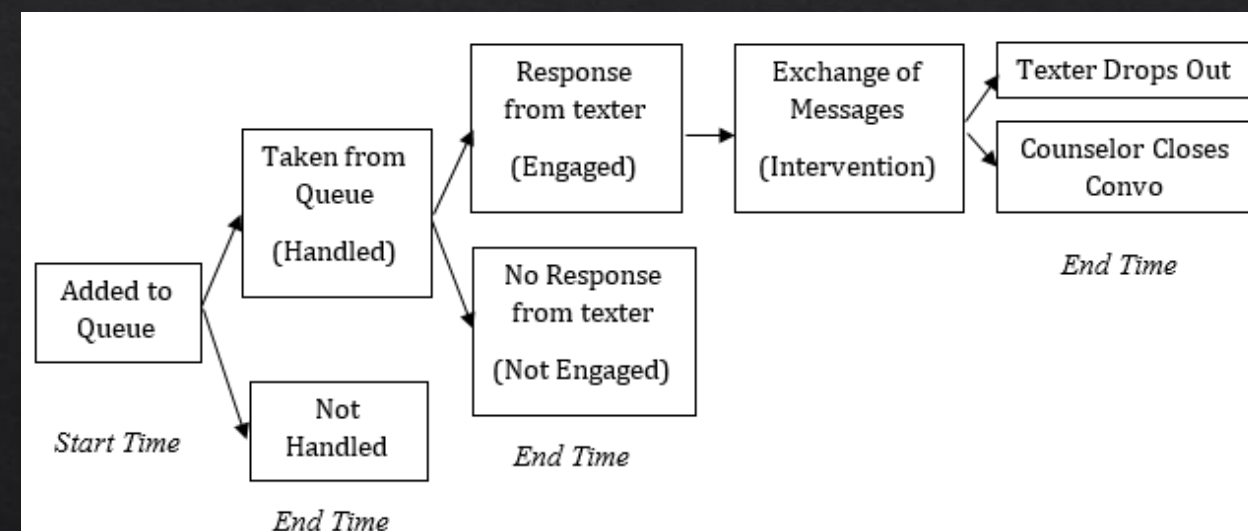 Added to
Queue
Start Time
Taken from
Queue
(Handled)
Not
Handled
End Time
Response
from texter
(Engaged)
No Response
from texter
(Not Engaged)
End Time
Exchange of
Messages
(Intervention)
Texter Drops Out
Counselor Closes
Convo
End Time